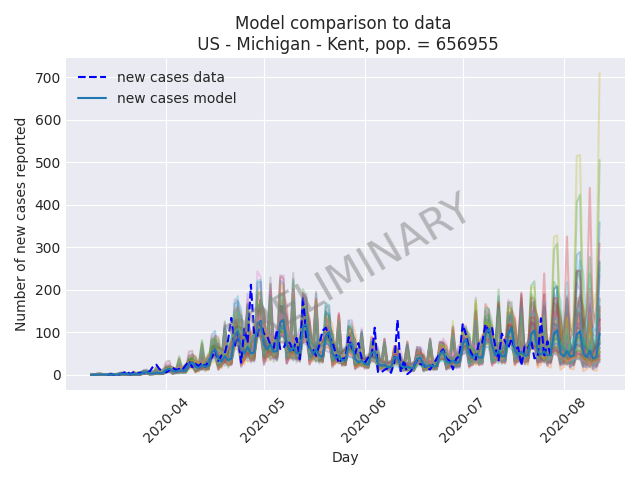 Model comparison to data
US - Michigan - Kent, pop. = 656955
new cases data
new cases model
Number of new cases reported
700
600
500
400
300
200
100
0
2020-04
2020-05
2020-06
2020-07
2020-08
Day